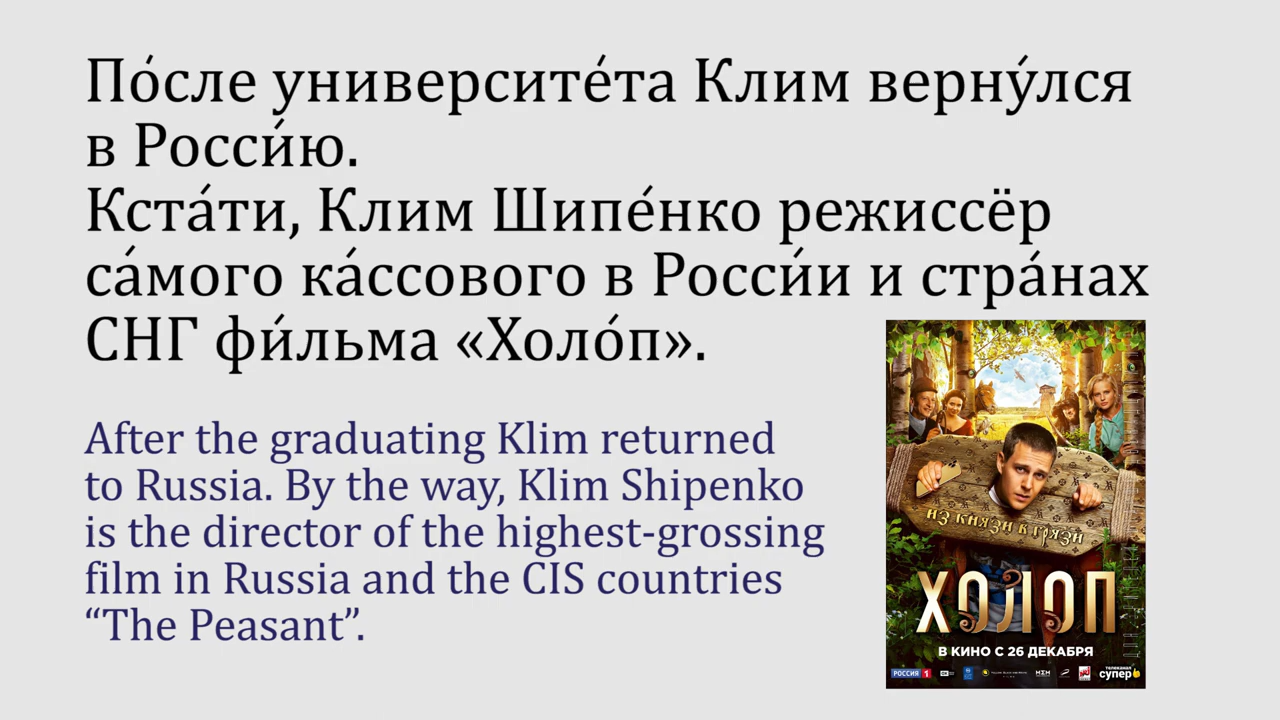 По́сле университе́та Клим верну́лся
в Росси́ю.
Кста́ти, Клим Шипе́нко режиссёр
са́мого ка́ссового в Росси́и и стра́нах
СНГ фи́льма «Холо́п».
After the graduating Klim returned
to Russia. By the way, Klim Shipenko
is the director of the highest-grossing
film in Russia and the CIS countries
“The Peasant”.
из князи в грязи
ХОЛОП
В КИНО С 26 ДЕКАБРЯ
РОССИЯ 1
ТЕЛЕКАНАЛ
супер